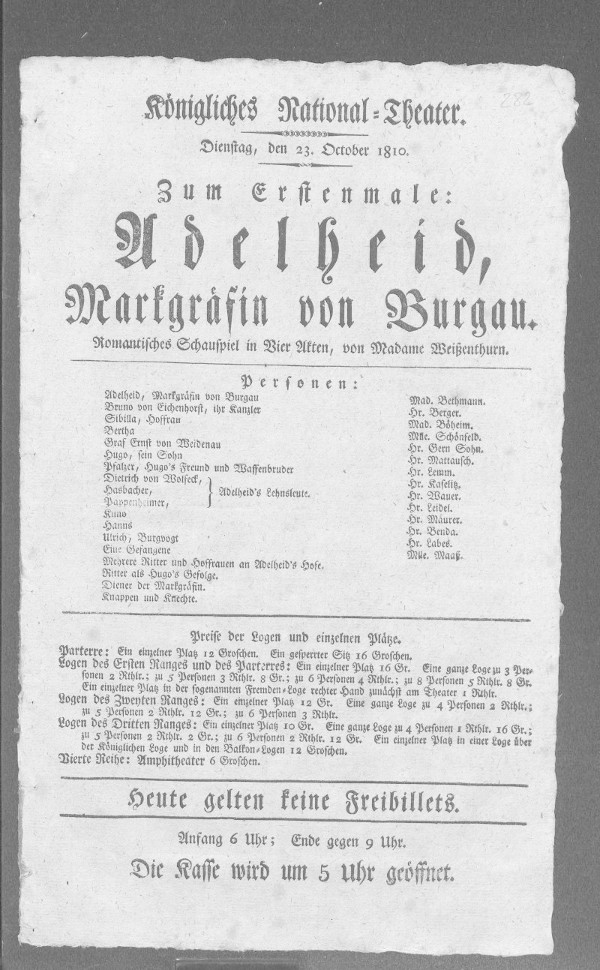 282
Königliches National-Theater.
Dienstag, den 23. October 1810.
Zum Erstenmale:
Adelheid,
Markgräfin von Burgau.
Romantisches Schauspiel in Vier Akten, von Madame Weißenthurn.
Personen:
Adelheid, Markgräfin von Burgau Mad. Bethmann.
Bruno von Eichenhorst, ihr Kanzler Hr. Berger.
Sibilla, Hoffrau Mad. Böheim.
Bertha Mlle. Schönfeld.
Graf Ernst von Weidenau Hr. Gern Sohn.
Hugo, sein Sohn Hr. Mattausch.
Pfalzer, Hugo's Freund und Waffenbruder Hr. Lemm.
Dietrich von Wolfeck, Hr. Kaselitz.
Hasbacher, } Adelheid's Lehnsleute. Hr. Wauer.
Pappenheimer, Hr. Leidel.
Kuno Hr. Mäurer.
Hanns Hr. Benda.
Ulrich, Burgvogt Hr. Labes.
Eine Gefangene Mlle. Maaß.
Mehrere Ritter und Hoffrauen an Adelheid's Hofe.
Ritter als Hugo's Gefolge.
Diener der Markgräfin.
Knappen und Knechte.
Preise der Logen und einzelnen Plätze.
Parterre: Ein einzelner Platz 12 Groschen. Ein gesperrter Sitz 16 Groschen.
Logen des Ersten Ranges und des Parterres: Ein einzelner Platz 16 Gr. Eine ganze Loge zu 3 Per-
sonen 2 Rthlr.; zu 5 Personen 3 Rthlr. 8 Gr.; zu 6 Personen 4 Rthlr.; zu 8 Personen 5 Rthlr. 8 Gr.
Ein einzelner Platz in der sogenannten Fremden-Loge rechter Hand zunächst am Theater 1 Rthlr.
Logen des Zweyten Ranges: Ein einzelner Platz 12 Gr. Eine ganze Loge zu 4 Personen 2 Rthlr.;
zu 5 Personen 2 Rthlr. 12 Gr.; zu 6 Personen 3 Rthlr.
Logen des Dritten Ranges: Ein einzelner Platz 10 Gr. Eine ganze Loge zu 4 Personen 1 Rthlr. 16 Gr.;
zu 5 Personen 2 Rthlr. 2 Gr.; zu 6 Personen 2 Rthlr. 12 Gr. Ein einzelner Platz in einer Loge über
der Königlichen Loge und in den Balkon-Logen 12 Groschen.
Vierte Reihe: Amphitheater 6 Groschen.
Heute gelten keine Freibillets.
Anfang 6 Uhr; Ende gegen 9 Uhr.
Die Kasse wird um 5 Uhr geöffnet.